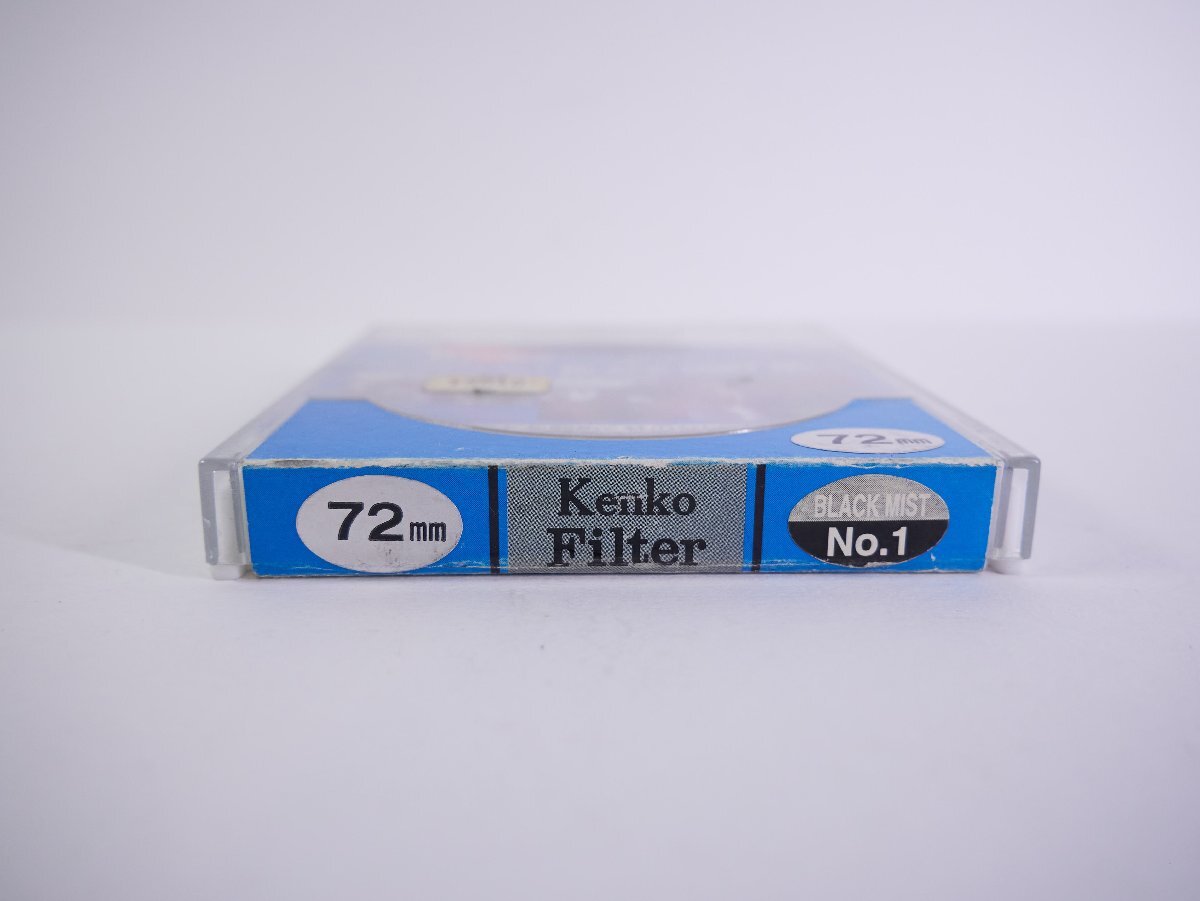 72mm
72mm
Kenko
Filter
BLACK MIST
No.1